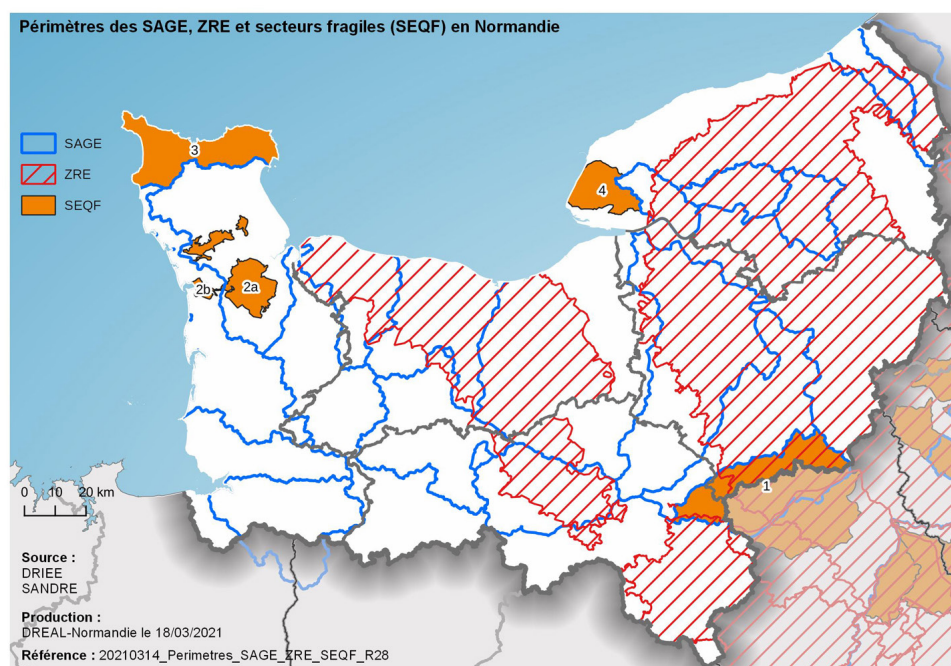 Périmètres des SAGE, ZRE et secteurs fragiles (SEQF) en Normandie
SAGE
ZRE
SEQF
3
4
2b
2a
1
0 10 20 km
Source :
DRIEE
SANDRE
Production :
DREAL-Normandie le 18/03/2021
Référence : 20210314_Perimetres_SAGE_ZRE_SEQF_R28